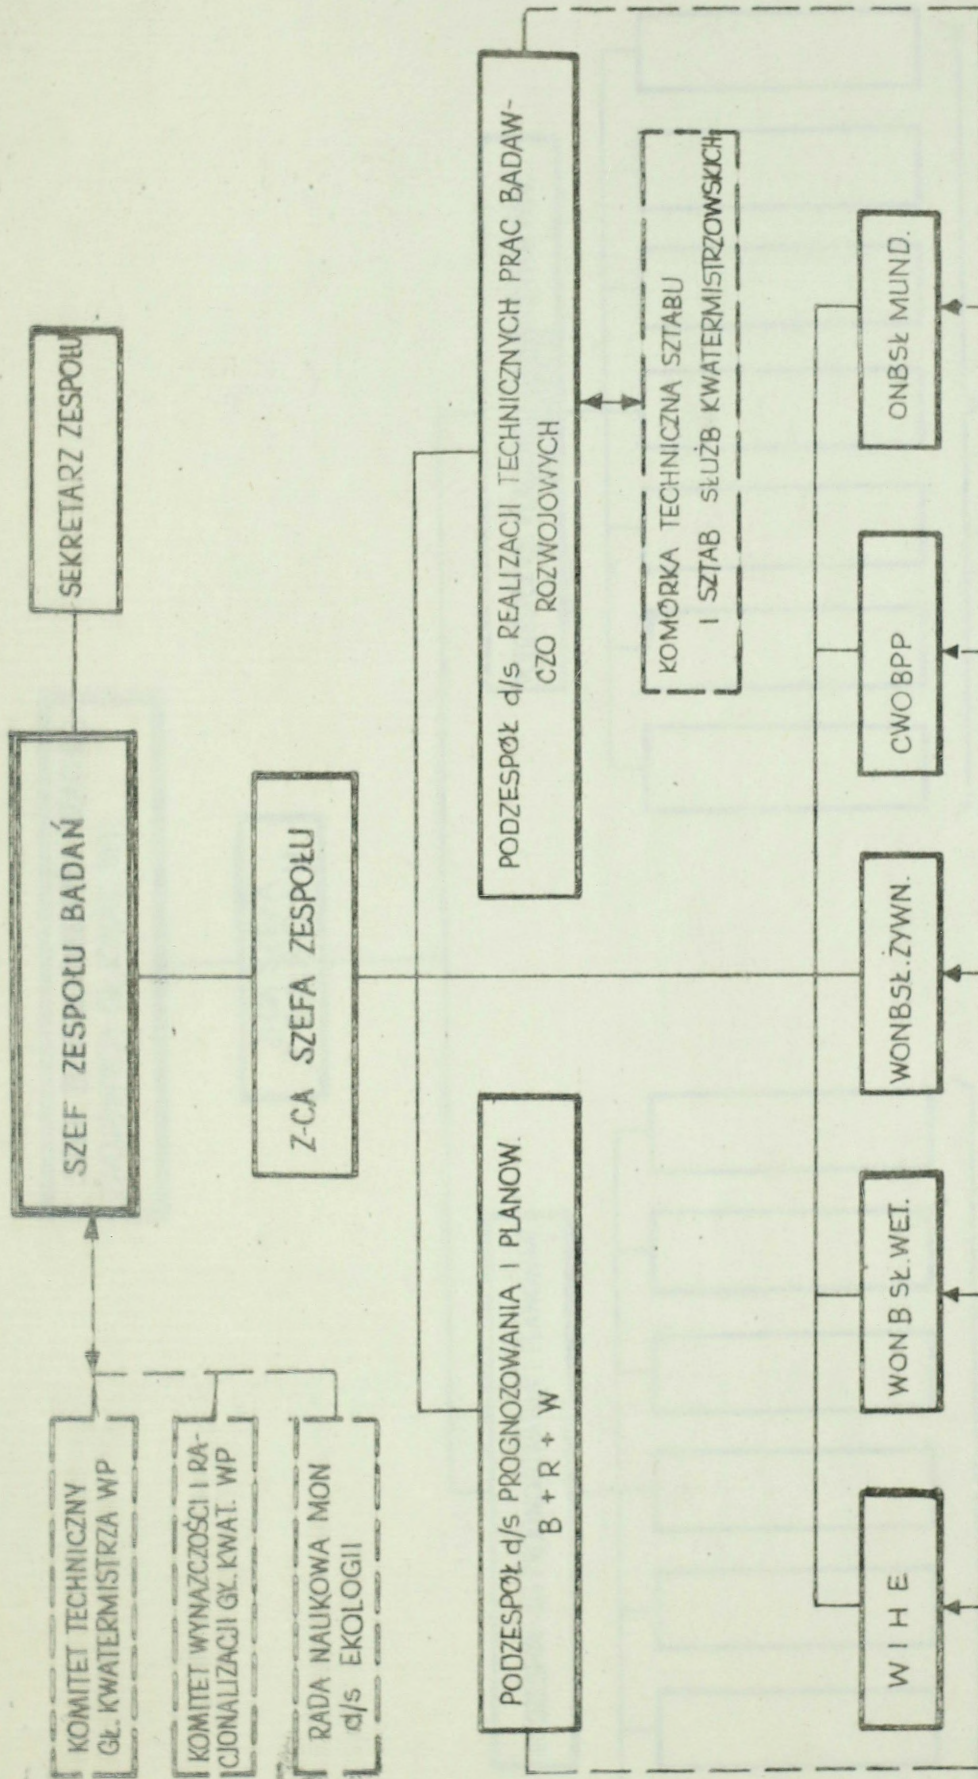 SZEF ZESPOŁU BADAŃ
SEKRETARZ ZESPOŁU
KOMITET TECHNICZNY
GŁ. KWATERMISTRZA WP
KOMITET WYNAZCZOŚCI I RA-
CJONALIZACJI GŁ. KWAT. WP
RADA NAUKOWA MON
d/s EKOLOGII
Z-CA SZEFA ZESPOŁU
PODZESPÓŁ d/s PROGNOZOWANIA I PLANOW.
B + R + W
PODZESPÓŁ d/s REALIZACJI TECHNICZNYCH PRAC BADAW-
CZO ROZWOJOWYCH
KOMÓRKA TECHNICZNA SZTABU
I SZTAB SŁUŻB KWATERMISTRZOWSKICH
W I H E
WON B SŁ. WET.
WONBSŁ. ŻYWN.
CWOBPP
ONBSŁ MUND.